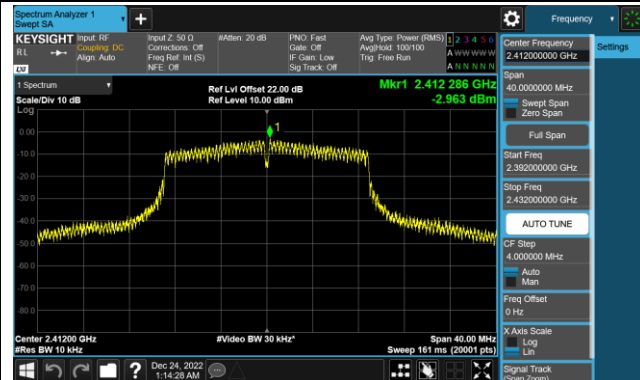 Spectrum Analyzer 1
Swept SA
Frequency
KEYSIGHT
RL
LXI
Input: RF
Coupling: DC
Align: Auto
Input Z: 50 Ω
Corrections: Off
Freq Ref: Int (S)
NFE: Off
#Atten: 20 dB
PNO: Fast
Gate: Off
IF Gain: Low
Sig Track: Off
Avg Type: Power (RMS)
Avg|Hold: 100/100
Trig: Free Run
1 2 3 4 5 6
A W W W W W
A N N N N N
Center Frequency
2.412000000 GHz
Settings
Span
40.0000000 MHz
Swept Span
Zero Span
Full Span
Start Freq
2.392000000 GHz
Stop Freq
2.432000000 GHz
AUTO TUNE
CF Step
4.000000 MHz
Auto
Man
Freq Offset
0 Hz
X Axis Scale
Log
Lin
Signal Track
(Span Zoom)
1 Spectrum
Scale/Div 10 dB
Log
Ref Lvl Offset 22.00 dB
Ref Level 10.00 dBm
Mkr1 2.412 286 GHz
-2.963 dBm
1
0.00
-10.0
-20.0
-30.0
-40.0
-50.0
-60.0
-70.0
-80.0
Center 2.41200 GHz
#Res BW 10 kHz
#Video BW 30 kHz*
Span 40.00 MHz
Sweep 161 ms (20001 pts)
?
Dec 24, 2022
1:14:28 AM